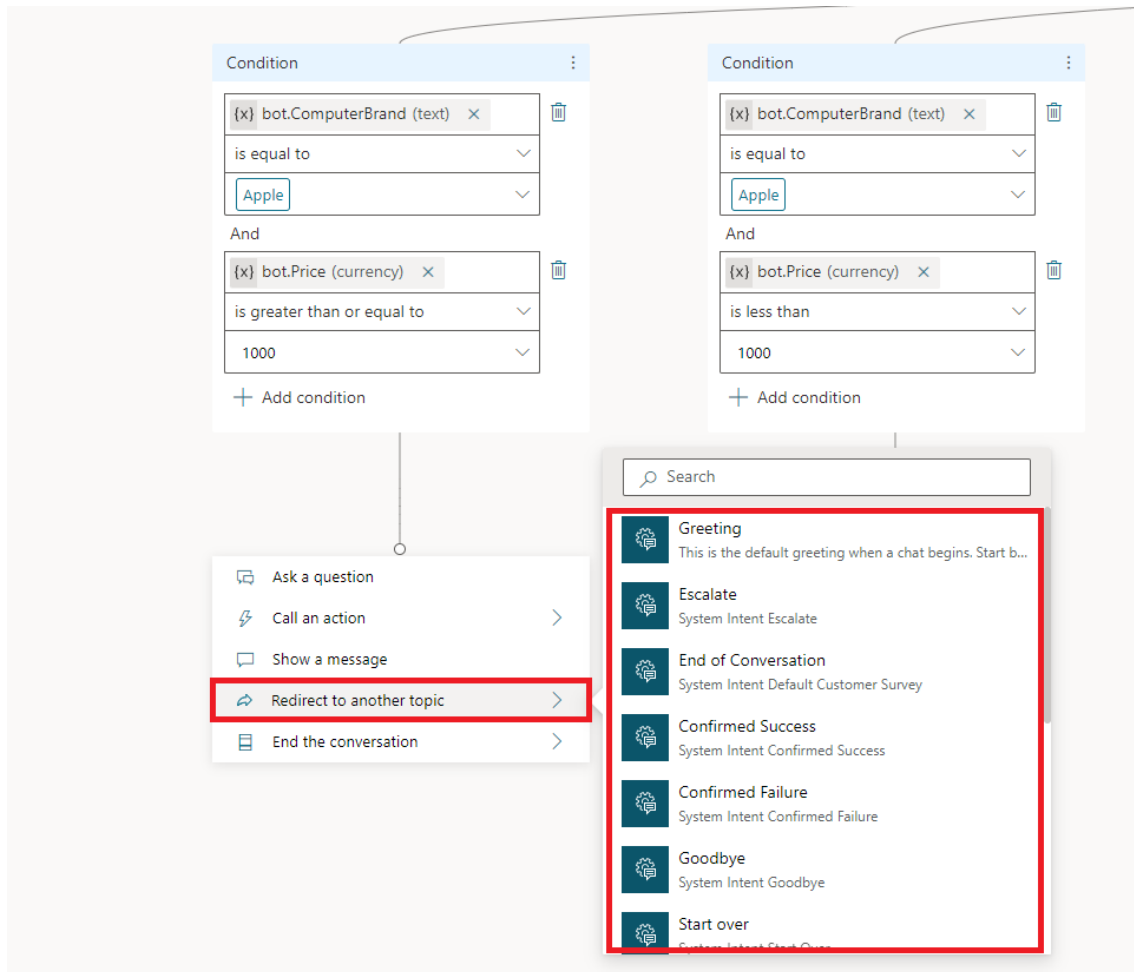 Condition
{x} bot.ComputerBrand (text)
is equal to
Apple
And
{x} bot.Price (currency)
is greater than or equal to
1000
Add condition
Condition
{x} bot.ComputerBrand (text)
is equal to
Apple
And
{x} bot.Price (currency)
is less than
1000
Add condition
Ask a question
Call an action
Show a message
Redirect to another topic
End the conversation
Search
Greeting
This is the default greeting when a chat begins. Start b...
Escalate
System Intent Escalate
End of Conversation
System Intent Default Customer Survey
Confirmed Success
System Intent Confirmed Success
Confirmed Failure
System Intent Confirmed Failure
Goodbye
System Intent Goodbye
Start over
System Intent Start Over